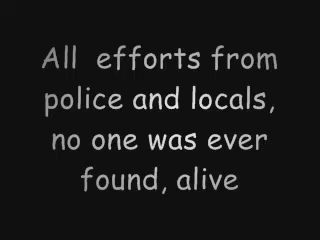 All efforts from
police and locals,
no one was ever
found, alive